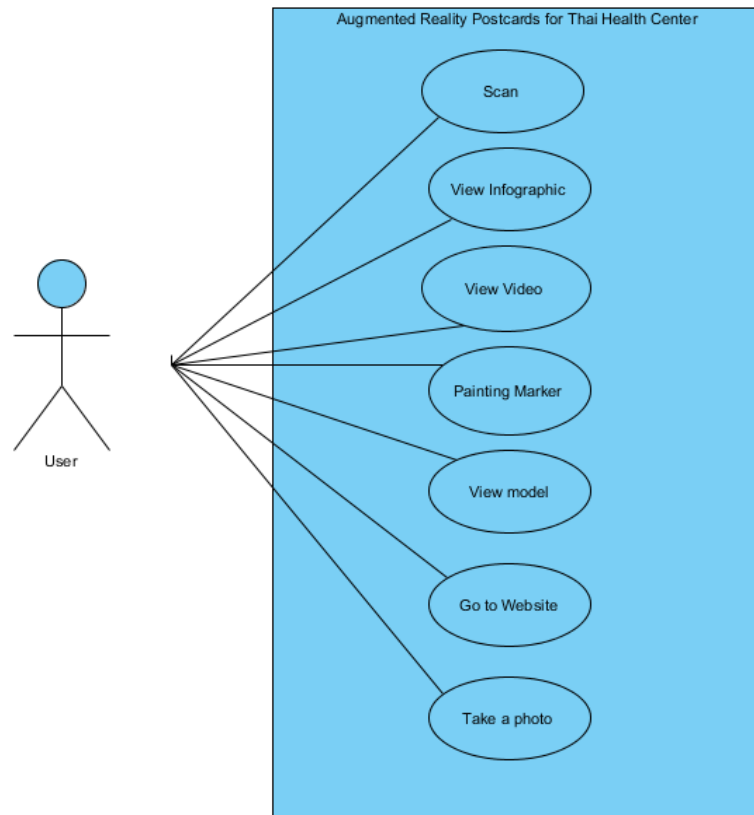 Augmented Reality Postcards for Thai Health Center
Scan
View Infographic
View Video
Painting Marker
View model
User
Go to Website
Take a photo